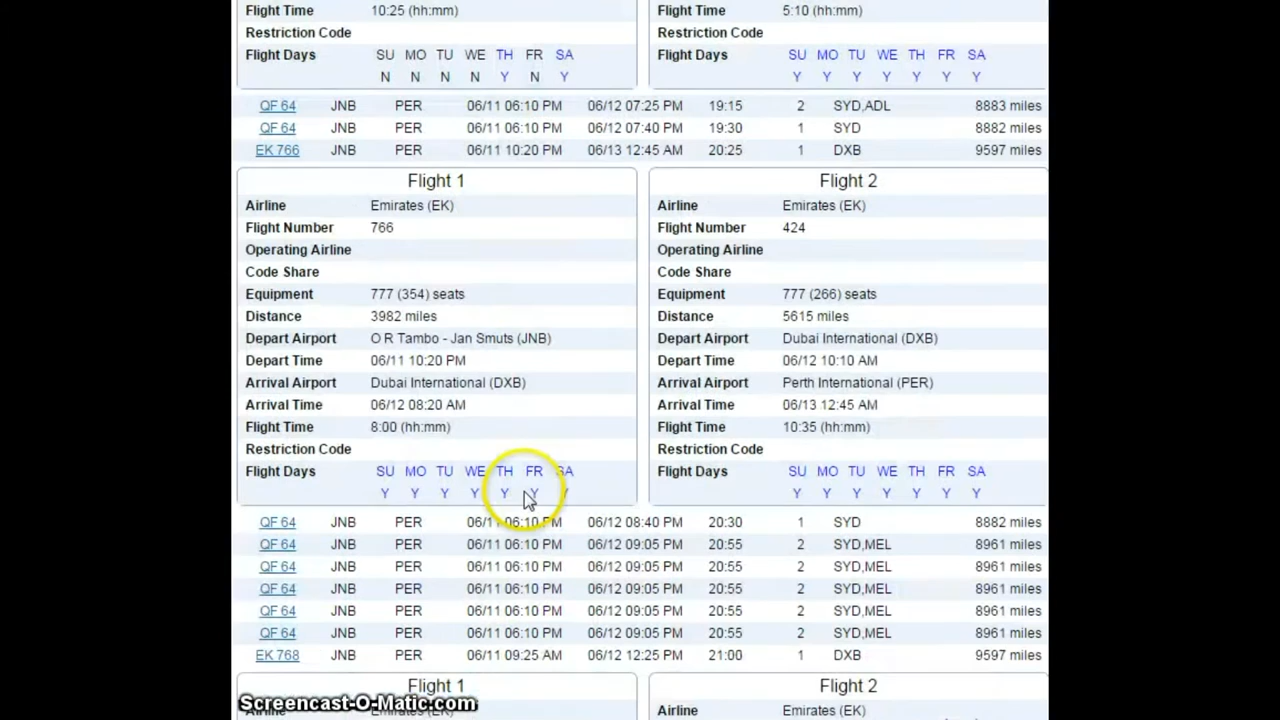 Flight Time 10:25 (hh:mm) Flight Time 5:10 (hh:mm)
Restriction Code Restriction Code
Flight Days SU MO TU WE TH FR SA Flight Days SU MO TU WE TH FR SA
N N N N Y N Y Y Y Y Y Y Y Y
QF 64 JNB PER 06/11 06:10 PM 06/12 07:25 PM 19:15 2 SYD,ADL 8883 miles
QF 64 JNB PER 06/11 06:10 PM 06/12 07:40 PM 19:30 1 SYD 8882 miles
EK 766 JNB PER 06/11 10:20 PM 06/13 12:45 AM 20:25 1 DXB 9597 miles
Flight 1 Flight 2
Airline Emirates (EK) Airline Emirates (EK)
Flight Number 766 Flight Number 424
Operating Airline Operating Airline
Code Share Code Share
Equipment 777 (354) seats Equipment 777 (266) seats
Distance 3982 miles Distance 5615 miles
Depart Airport O R Tambo - Jan Smuts (JNB) Depart Airport Dubai International (DXB)
Depart Time 06/11 10:20 PM Depart Time 06/12 10:10 AM
Arrival Airport Dubai International (DXB) Arrival Airport Perth International (PER)
Arrival Time 06/12 08:20 AM Arrival Time 06/13 12:45 AM
Flight Time 8:00 (hh:mm) Flight Time 10:35 (hh:mm)
Restriction Code Restriction Code
Flight Days SU MO TU WE TH FR SA Flight Days SU MO TU WE TH FR SA
Y Y Y Y Y Y Y Y Y Y Y Y Y Y
QF 64 JNB PER 06/11 06:10 PM 06/12 08:40 PM 20:30 1 SYD 8882 miles
QF 64 JNB PER 06/11 06:10 PM 06/12 09:05 PM 20:55 2 SYD,MEL 8961 miles
QF 64 JNB PER 06/11 06:10 PM 06/12 09:05 PM 20:55 2 SYD,MEL 8961 miles
QF 64 JNB PER 06/11 06:10 PM 06/12 09:05 PM 20:55 2 SYD,MEL 8961 miles
QF 64 JNB PER 06/11 06:10 PM 06/12 09:05 PM 20:55 2 SYD,MEL 8961 miles
QF 64 JNB PER 06/11 06:10 PM 06/12 09:05 PM 20:55 2 SYD,MEL 8961 miles
EK 768 JNB PER 06/11 09:25 AM 06/12 12:25 PM 21:00 1 DXB 9597 miles
Flight 1 Flight 2
Screencast-O-Matic.com
Airline Emirates (EK) Airline Emirates (EK)